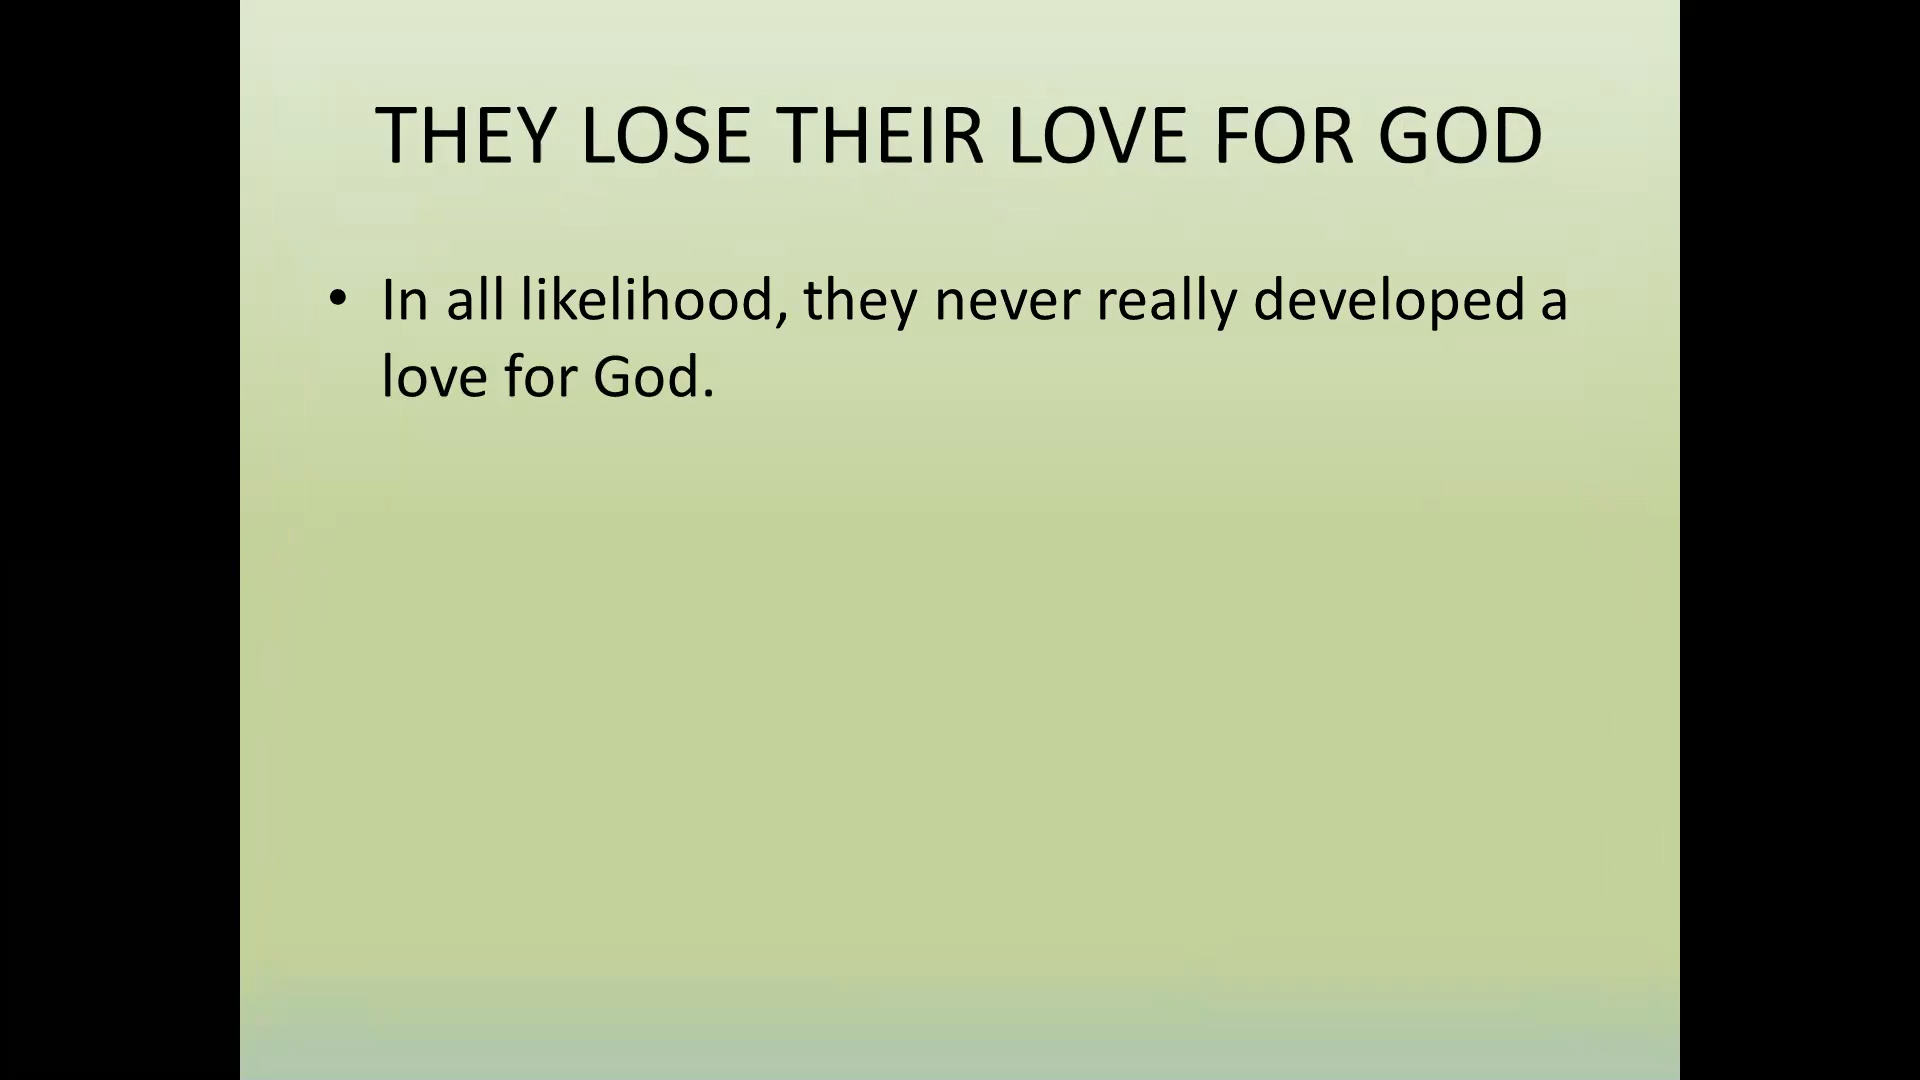 THEY LOSE THEIR LOVE FOR GOD
• In all likelihood, they never really developed a
love for God.